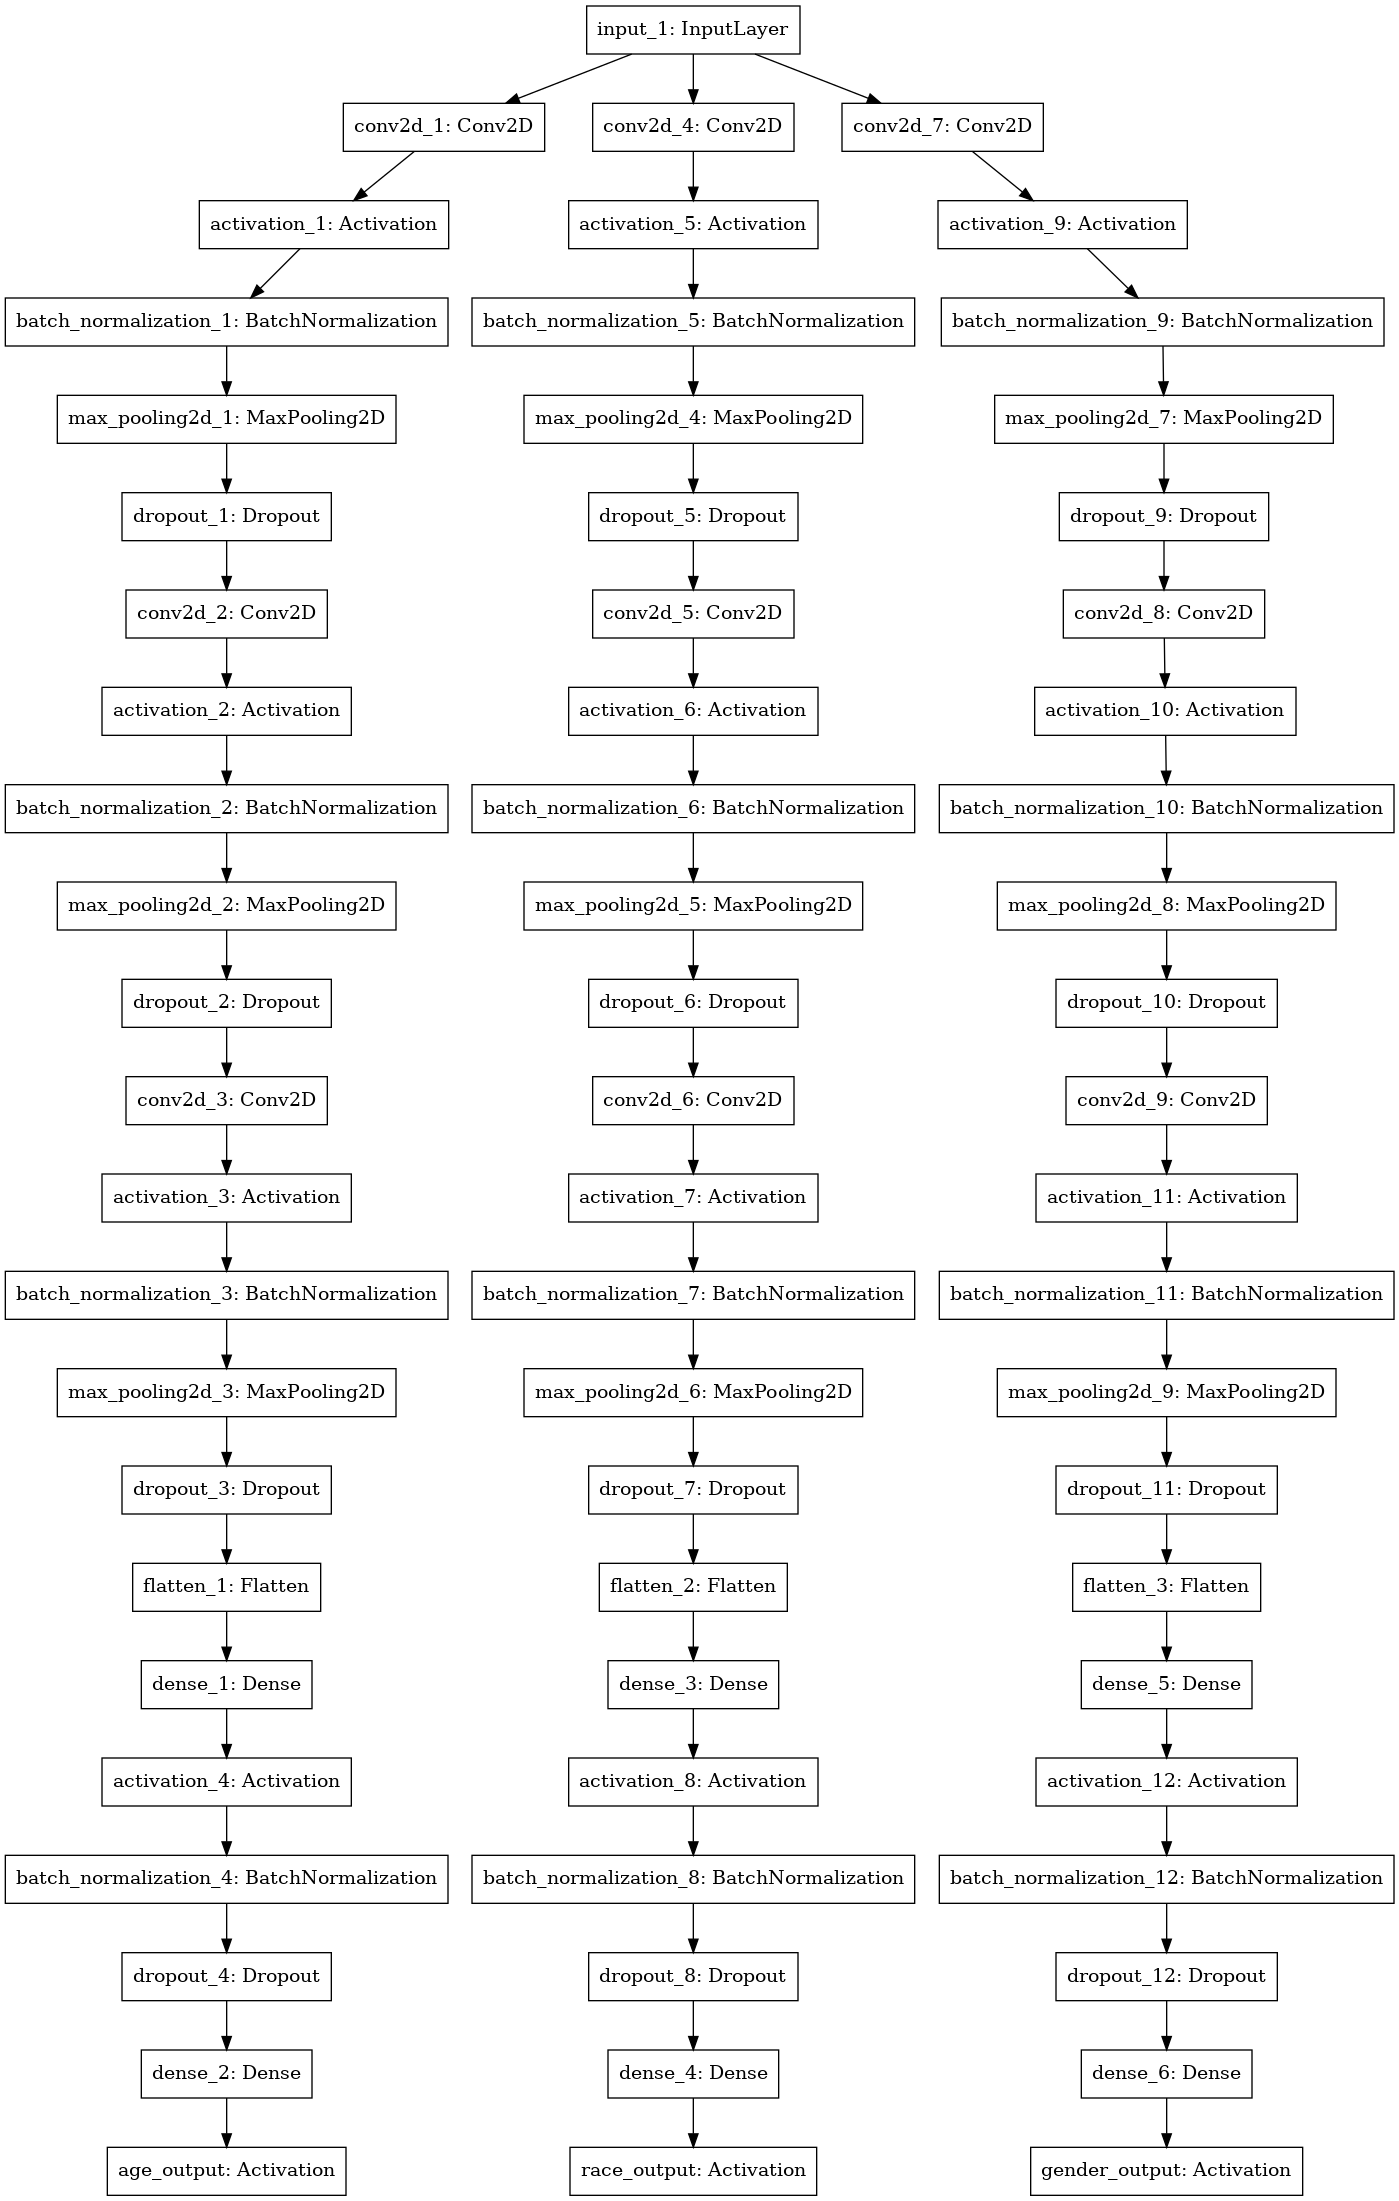 input_1: InputLayer
conv2d_1: Conv2D
conv2d_4: Conv2D
conv2d_7: Conv2D
activation_1: Activation
activation_5: Activation
activation_9: Activation
batch_normalization_1: BatchNormalization
batch_normalization_5: BatchNormalization
batch_normalization_9: BatchNormalization
max_pooling2d_1: MaxPooling2D
max_pooling2d_4: MaxPooling2D
max_pooling2d_7: MaxPooling2D
dropout_1: Dropout
dropout_5: Dropout
dropout_9: Dropout
conv2d_2: Conv2D
conv2d_5: Conv2D
conv2d_8: Conv2D
activation_2: Activation
activation_6: Activation
activation_10: Activation
batch_normalization_2: BatchNormalization
batch_normalization_6: BatchNormalization
batch_normalization_10: BatchNormalization
max_pooling2d_2: MaxPooling2D
max_pooling2d_5: MaxPooling2D
max_pooling2d_8: MaxPooling2D
dropout_2: Dropout
dropout_6: Dropout
dropout_10: Dropout
conv2d_3: Conv2D
conv2d_6: Conv2D
conv2d_9: Conv2D
activation_3: Activation
activation_7: Activation
activation_11: Activation
batch_normalization_3: BatchNormalization
batch_normalization_7: BatchNormalization
batch_normalization_11: BatchNormalization
max_pooling2d_3: MaxPooling2D
max_pooling2d_6: MaxPooling2D
max_pooling2d_9: MaxPooling2D
dropout_3: Dropout
dropout_7: Dropout
dropout_11: Dropout
flatten_1: Flatten
flatten_2: Flatten
flatten_3: Flatten
dense_1: Dense
dense_3: Dense
dense_5: Dense
activation_4: Activation
activation_8: Activation
activation_12: Activation
batch_normalization_4: BatchNormalization
batch_normalization_8: BatchNormalization
batch_normalization_12: BatchNormalization
dropout_4: Dropout
dropout_8: Dropout
dropout_12: Dropout
dense_2: Dense
dense_4: Dense
dense_6: Dense
age_output: Activation
race_output: Activation
gender_output: Activation